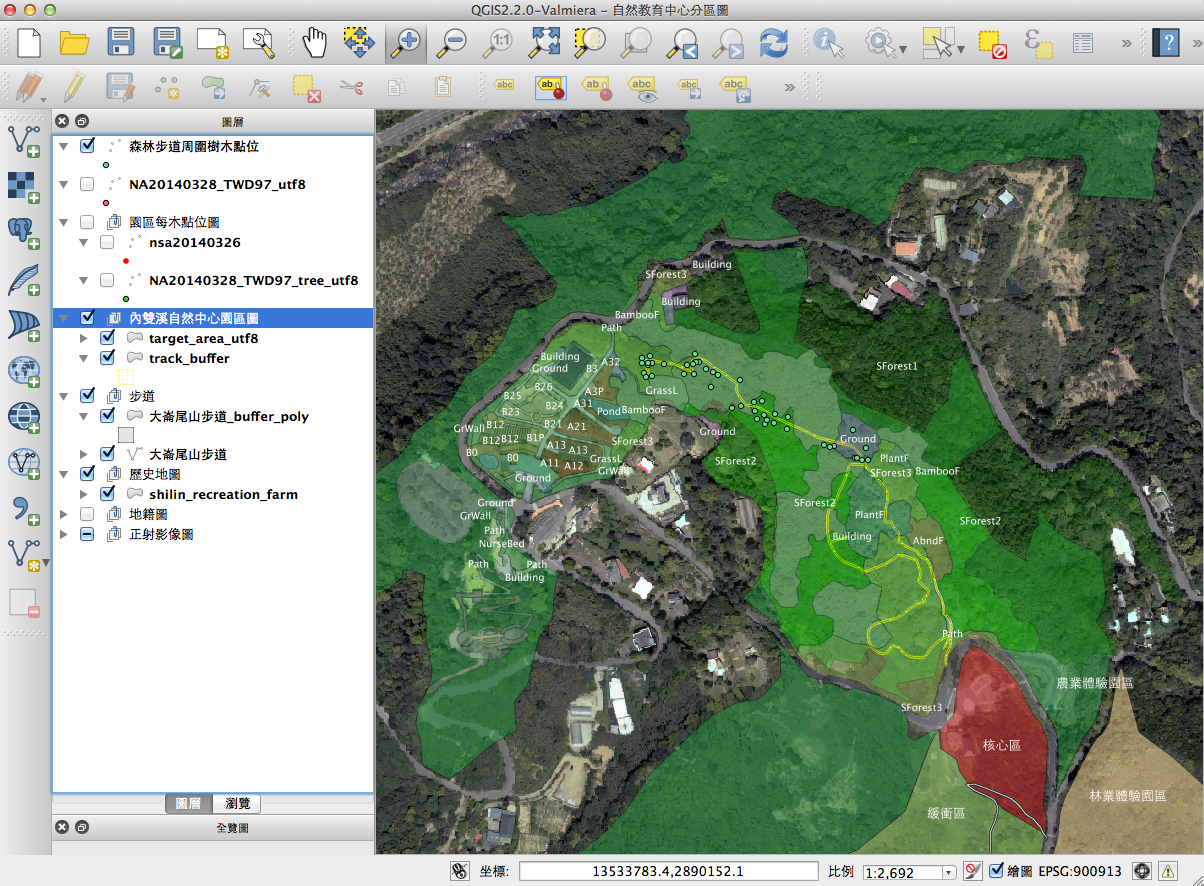 QGIS2.2.0-Valmiera - 自然教育中心分區圖
1:1
abc
ab
ab
abc
abc
abc
圖層
森林步道周圍樹木點位
NA20140328_TWD97_utf8
園區每木點位圖
nsa20140326
NA20140328_TWD97_tree_utf8
內雙溪自然中心園區圖
target_area_utf8
track_buffer
步道
大崙尾山步道_buffer_poly
大崙尾山步道
歷史地圖
shilin_recreation_farm
地籍圖
正射影像圖
圖層 瀏覽
全覽圖
Building
SForest3
Building
BambooF
Path
Building
Ground
A32
B3
SForest1
B26
A3P
GrassL
B25
B24
A31
B23
Pond
BambooF
GrWall
B12
B21
A21
Ground
B12
B12
B1P
A13
A13
SForest3
Ground
B0
B0
A11
A12
GrassL
GrWall
SForest2
PlantF
SForest3
BambooF
Ground
Ground
SForest2
GrWall
PlantF
SForest2
Path
NurseBed
Building
AbndF
Path
Path
Building
Path
農業體驗園區
SForest3
核心區
林業體驗園區
緩衝區
坐標: 13533783.4,2890152.1 比例 1:2,692 繪圖 EPSG:900913